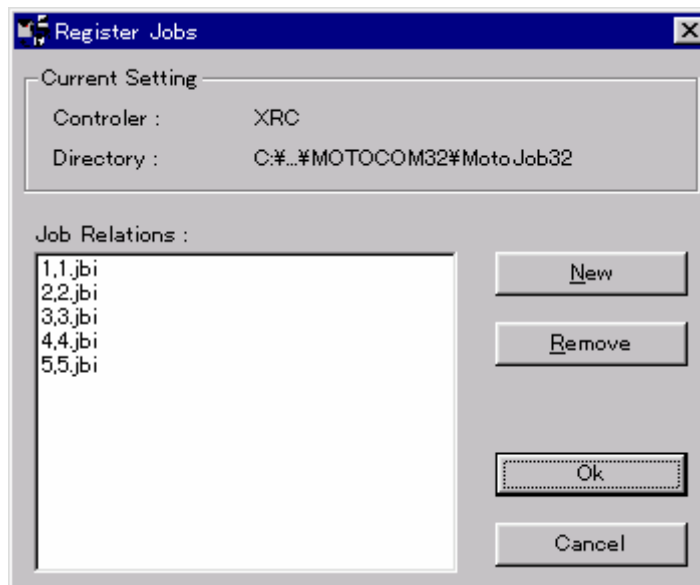 Register Jobs
Current Setting
Controler : XRC
Directory : C:¥...¥MOTOCOM32¥MotoJob32
Job Relations :
1,1.jbi
2,2.jbi
3,3.jbi
4,4.jbi
5,5.jbi
New
Remove
Ok
Cancel